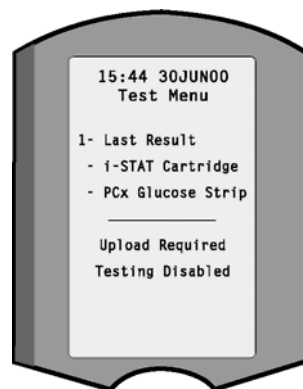 15:44 30JUN00
Test Menu
1- Last Result
- i-STAT Cartridge
- PCx Glucose Strip
Upload Required
Testing Disabled